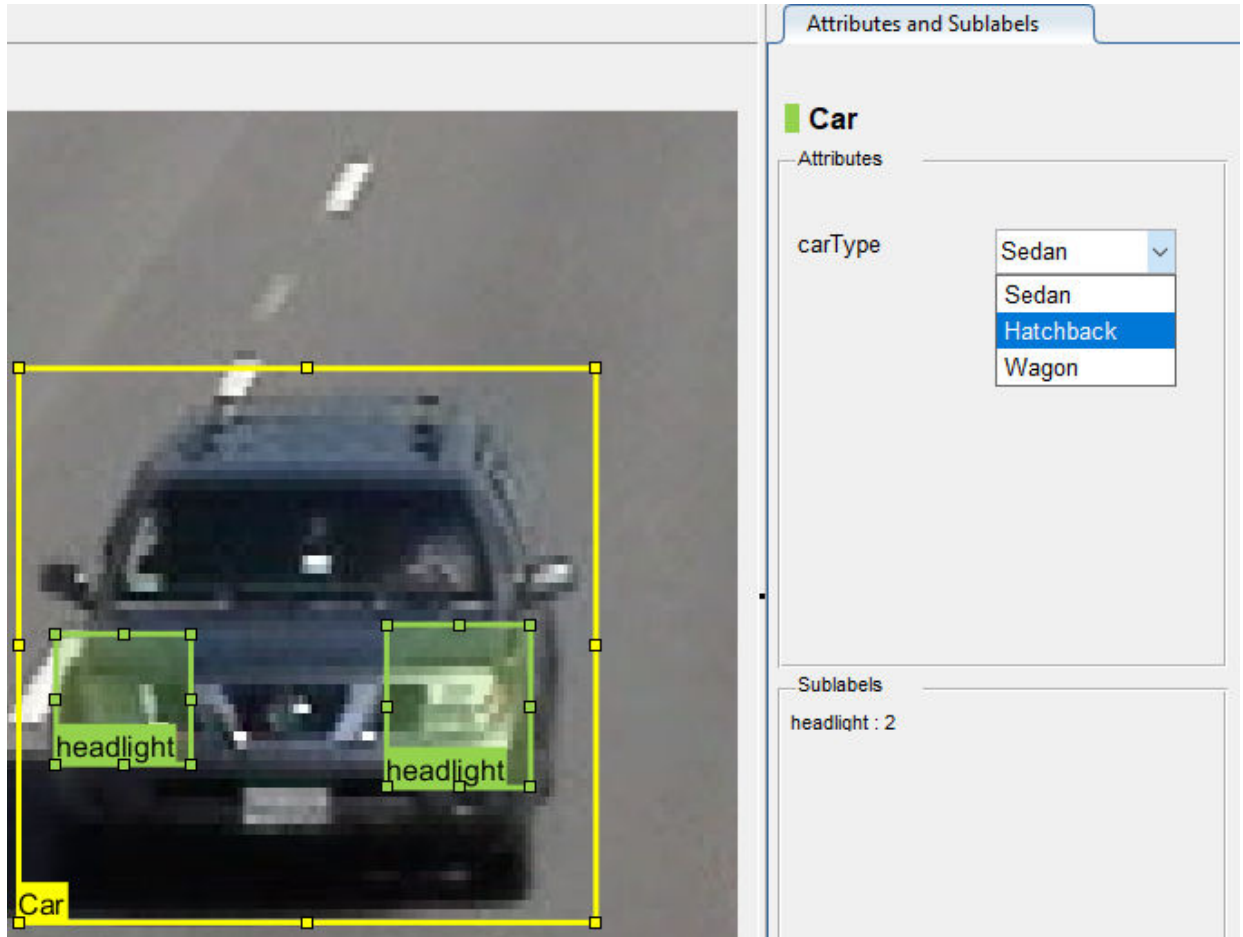 Attributes and Sublabels
Car
Attributes
carType
Sedan
Sedan
Hatchback
Wagon
Sublabels
headlight : 2
headlight
headlight
Car